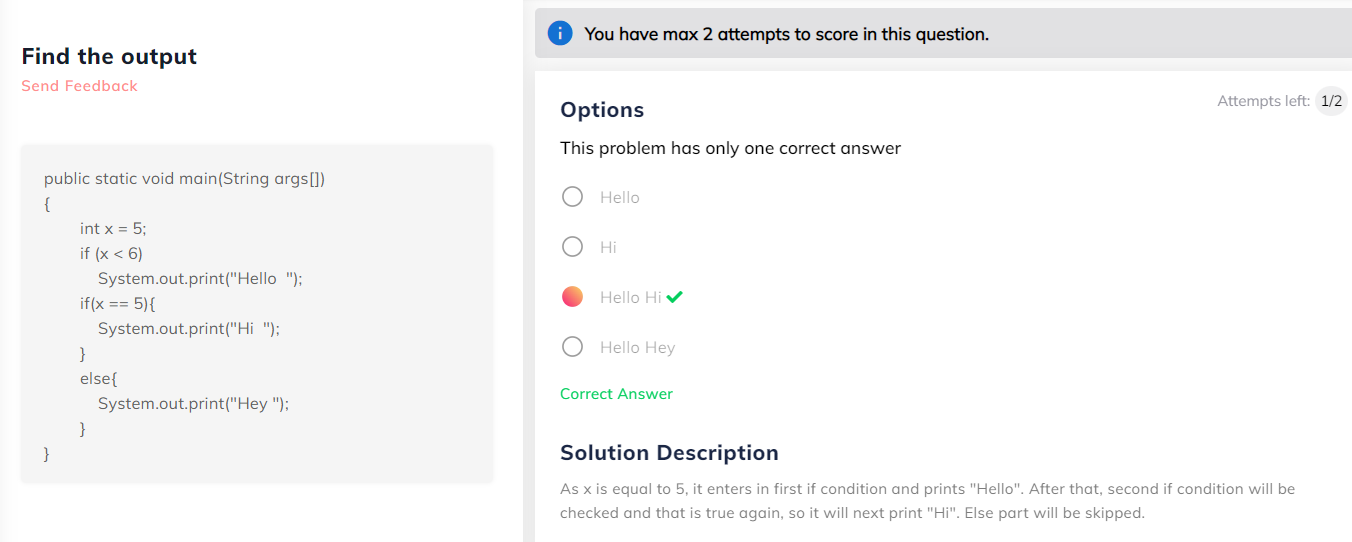 Find the output
Send Feedback
public static void main(String args[])
{
int x = 5;
if (x < 6)
System.out.print("Hello  ");
if(x == 5){
System.out.print("Hi  ");
}
else{
System.out.print("Hey ");
}
}
You have max 2 attempts to score in this question.
Options
Attempts left: 1/2
This problem has only one correct answer
Hello
Hi
Hello Hi
Hello Hey
Correct Answer
Solution Description
As x is equal to 5, it enters in first if condition and prints "Hello". After that, second if condition will be
checked and that is true again, so it will next print "Hi". Else part will be skipped.